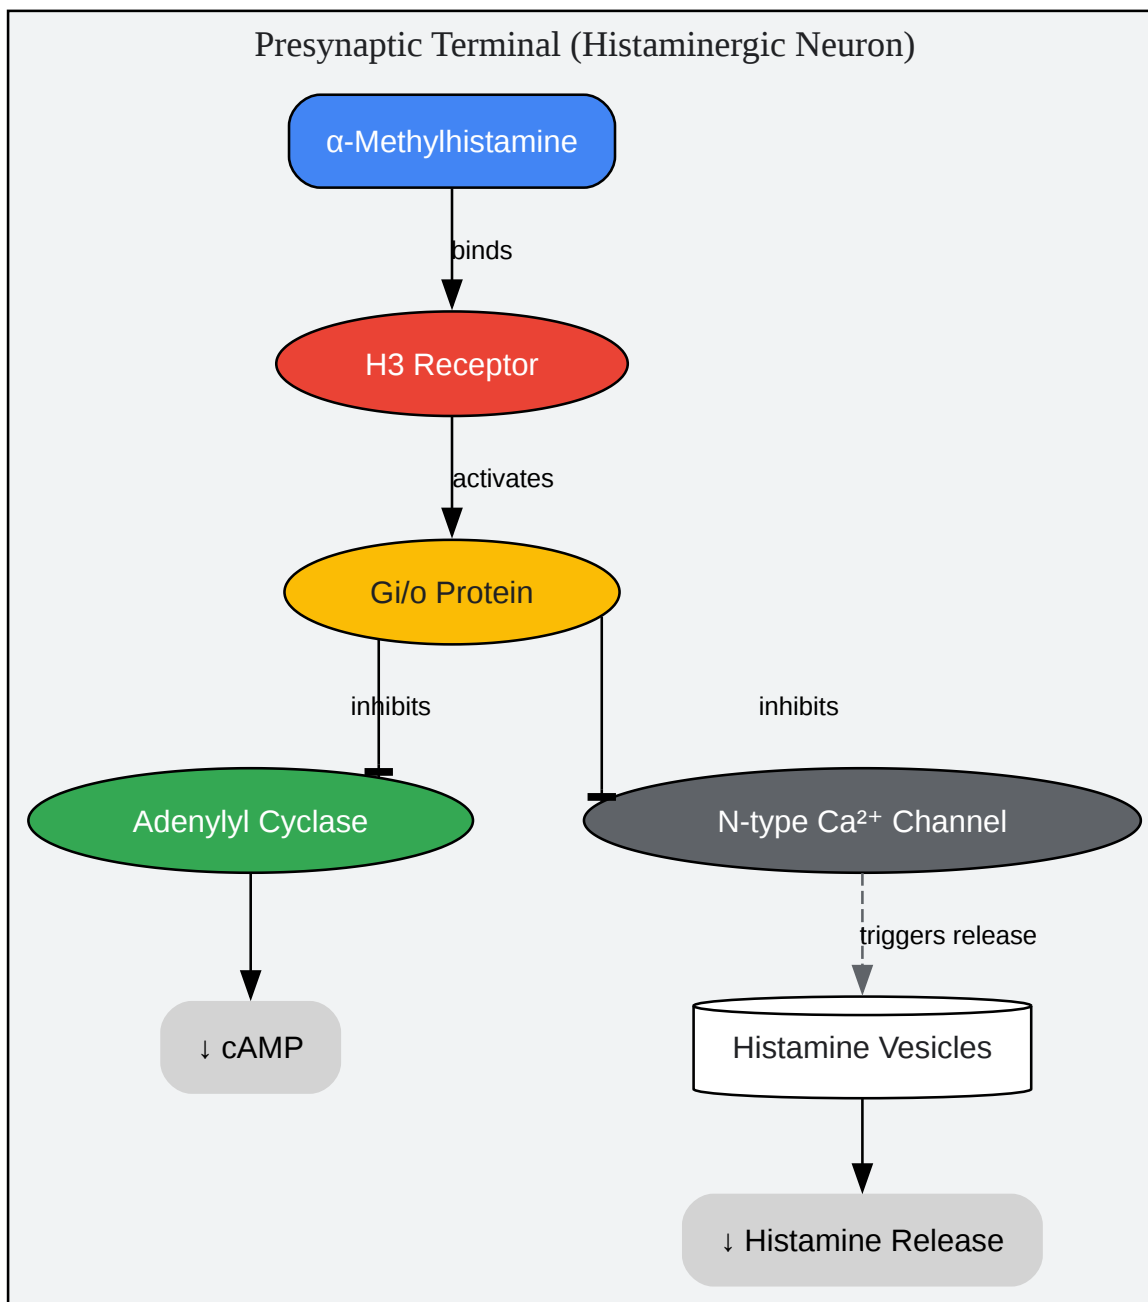 Presynaptic Terminal (Histaminergic Neuron)
α-Methylhistamine
binds
H3 Receptor
activates
Gi/o Protein
inhibits
inhibits
Adenylyl Cyclase
N-type Ca²⁺ Channel
triggers release
↓ cAMP
Histamine Vesicles
↓ Histamine Release